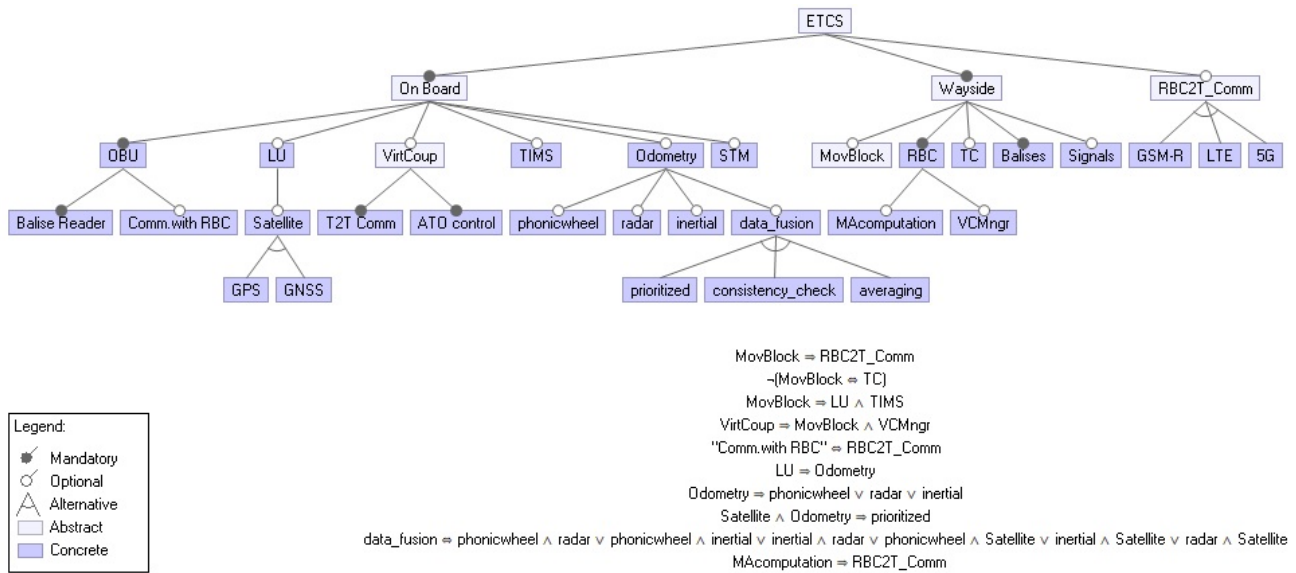 ETCS
On Board Wayside RBC2T_Comm
OBU LU VirtCoup TIMS Odometry STM MovBlock RBC TC Balises Signals GSM-R LTE 5G
Balise Reader Comm.with RBC Satellite T2T Comm ATO control phonicwheel radar inertial data_fusion MAcomputation VCMngr
GPS GNSS prioritized consistency_check averaging
MovBlock ⇒ RBC2T_Comm
¬(MovBlock ⇔ TC)
MovBlock ⇒ LU ∧ TIMS
VirtCoup ⇒ MovBlock ∧ VCMngr
"Comm.with RBC" ⇔ RBC2T_Comm
LU ⇒ Odometry
Odometry ⇒ phonicwheel ∨ radar ∨ inertial
Satellite ∧ Odometry ⇒ prioritized
data_fusion ⇔ phonicwheel ∧ radar ∨ phonicwheel ∧ inertial ∨ inertial ∧ radar ∨ phonicwheel ∧ Satellite ∨ inertial ∧ Satellite ∨ radar ∧ Satellite
MAcomputation ⇒ RBC2T_Comm
Legend:
Mandatory
Optional
Alternative
Abstract
Concrete